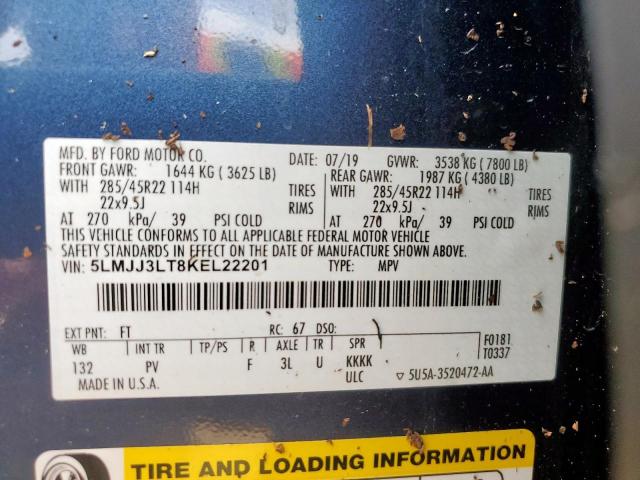 MFD. BY FORD MOTOR CO. DATE: 07/19 GVWR: 3538 KG (7800 LB)
FRONT GAWR: 1644 KG (3625 LB) REAR GAWR: 1987 KG (4380 LB)
WITH 285/45R22 114H TIRES WITH 285/45R22 114H TIRES
22x9.5J RIMS 22x9.5J RIMS
AT 270 kPa/ 39 PSI COLD AT 270 kPa/ 39 PSI COLD
THIS VEHICLE CONFORMS TO ALL APPLICABLE FEDERAL MOTOR VEHICLE
SAFETY STANDARDS IN EFFECT ON THE DATE OF MANUFACTURE SHOWN ABOVE.
VIN: 5LMJJ3LT8KEL22201 TYPE: MPV
EXT PNT: FT RC: 67 DSO:
WB INT TR TP/PS R AXLE TR SPR F0181
132 PV F 3L U KKKK T0337
MADE IN U.S.A. ULC ▽ 5U5A-3520472-AA
TIRE AND LOADING INFORMATION